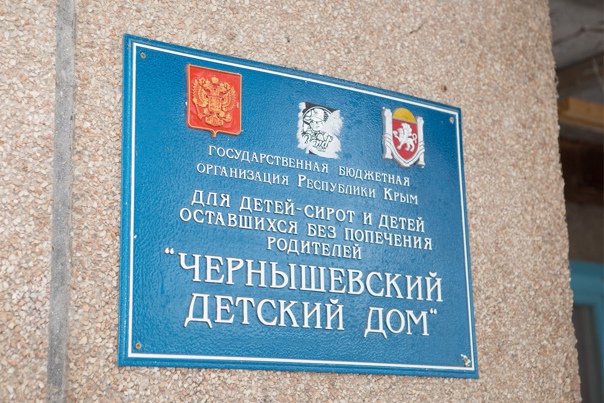 ГОСУДАРСТВЕННАЯ БЮДЖЕТНАЯ
ОРГАНИЗАЦИЯ РЕСПУБЛИКИ КРЫМ
ДЛЯ ДЕТЕЙ-СИРОТ И ДЕТЕЙ
ОСТАВШИХСЯ БЕЗ ПОПЕЧЕНИЯ
РОДИТЕЛЕЙ
"ЧЕРНЫШЕВСКИЙ
ДЕТСКИЙ ДОМ"